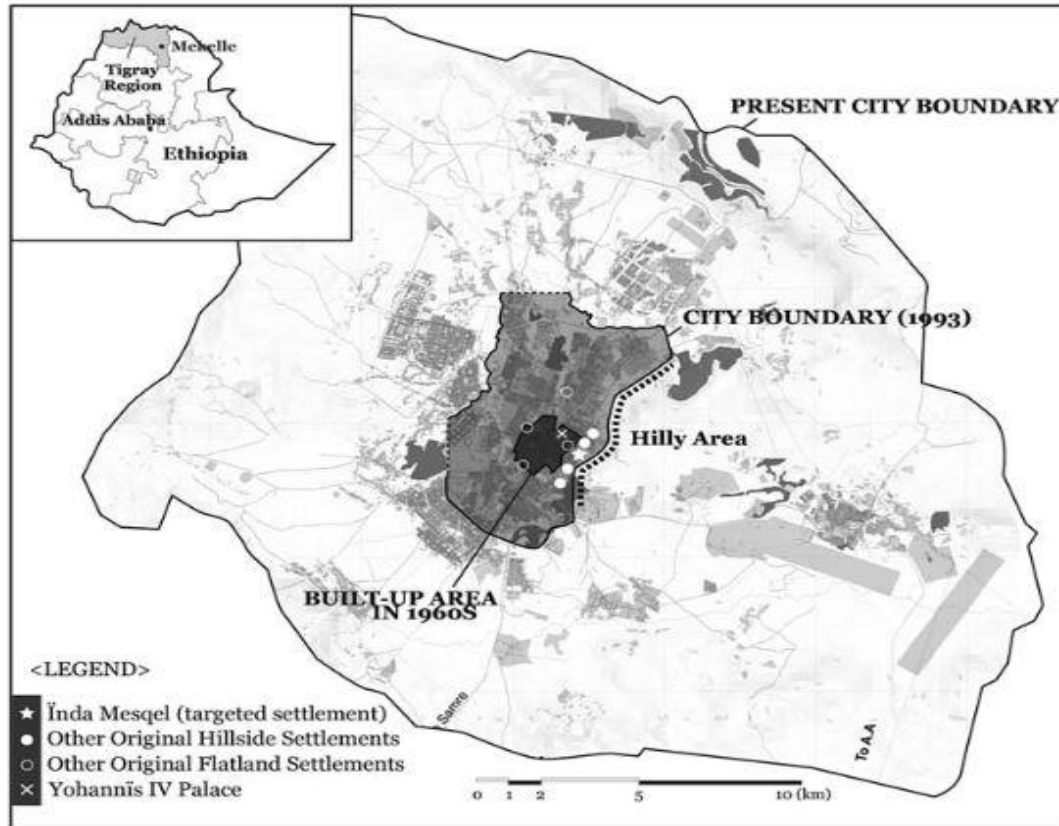 Mekelle
Tigray
Region
Addis Ababa
Ethiopia
PRESENT CITY BOUNDARY
CITY BOUNDARY (1993)
Hilly Area
BUILT-UP AREA
IN 1960S
<LEGEND>
Ïnda Mesqel (targeted settlement)
Other Original Hillside Settlements
Other Original Flatland Settlements
Yohannïs IV Palace
Samre
To A.A
0 1 2 5 10 (km)